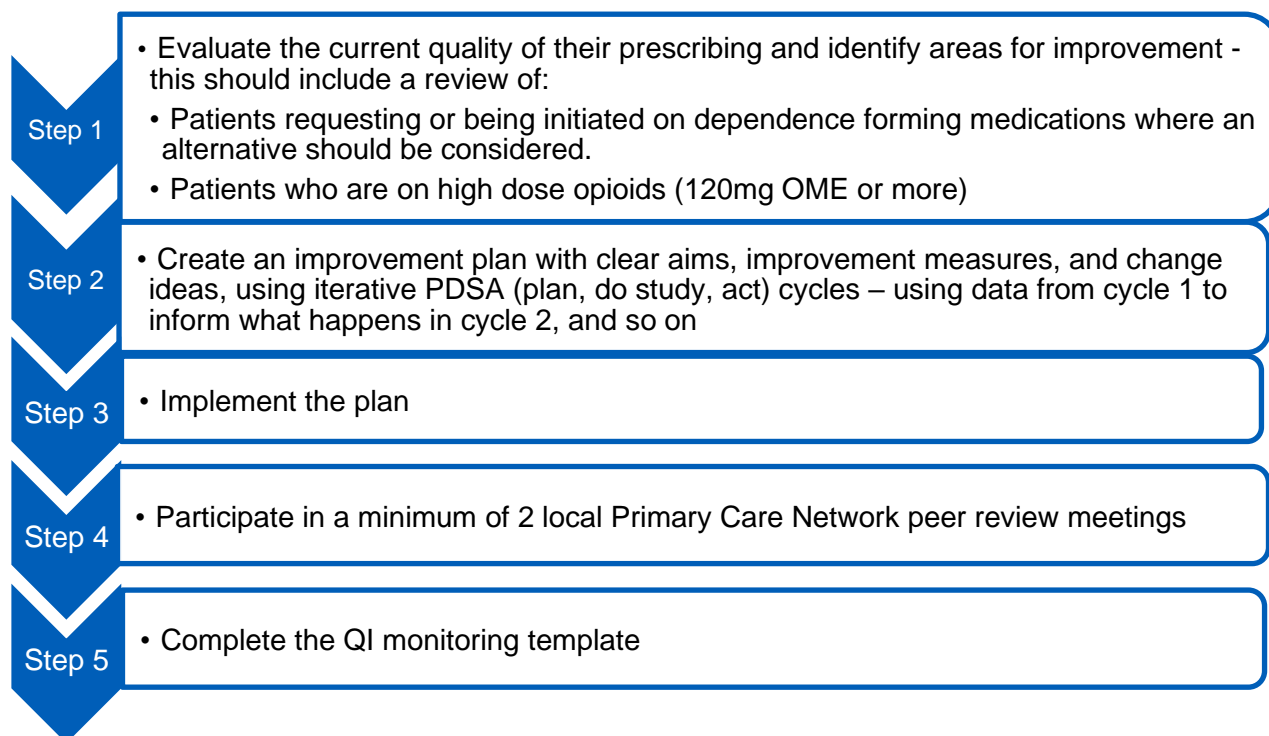 Step 1
• Evaluate the current quality of their prescribing and identify areas for improvement -
this should include a review of:
• Patients requesting or being initiated on dependence forming medications where an
alternative should be considered.
• Patients who are on high dose opioids (120mg OME or more)
Step 2
• Create an improvement plan with clear aims, improvement measures, and change
ideas, using iterative PDSA (plan, do study, act) cycles – using data from cycle 1 to
inform what happens in cycle 2, and so on
Step 3
• Implement the plan
Step 4
• Participate in a minimum of 2 local Primary Care Network peer review meetings
Step 5
• Complete the QI monitoring template